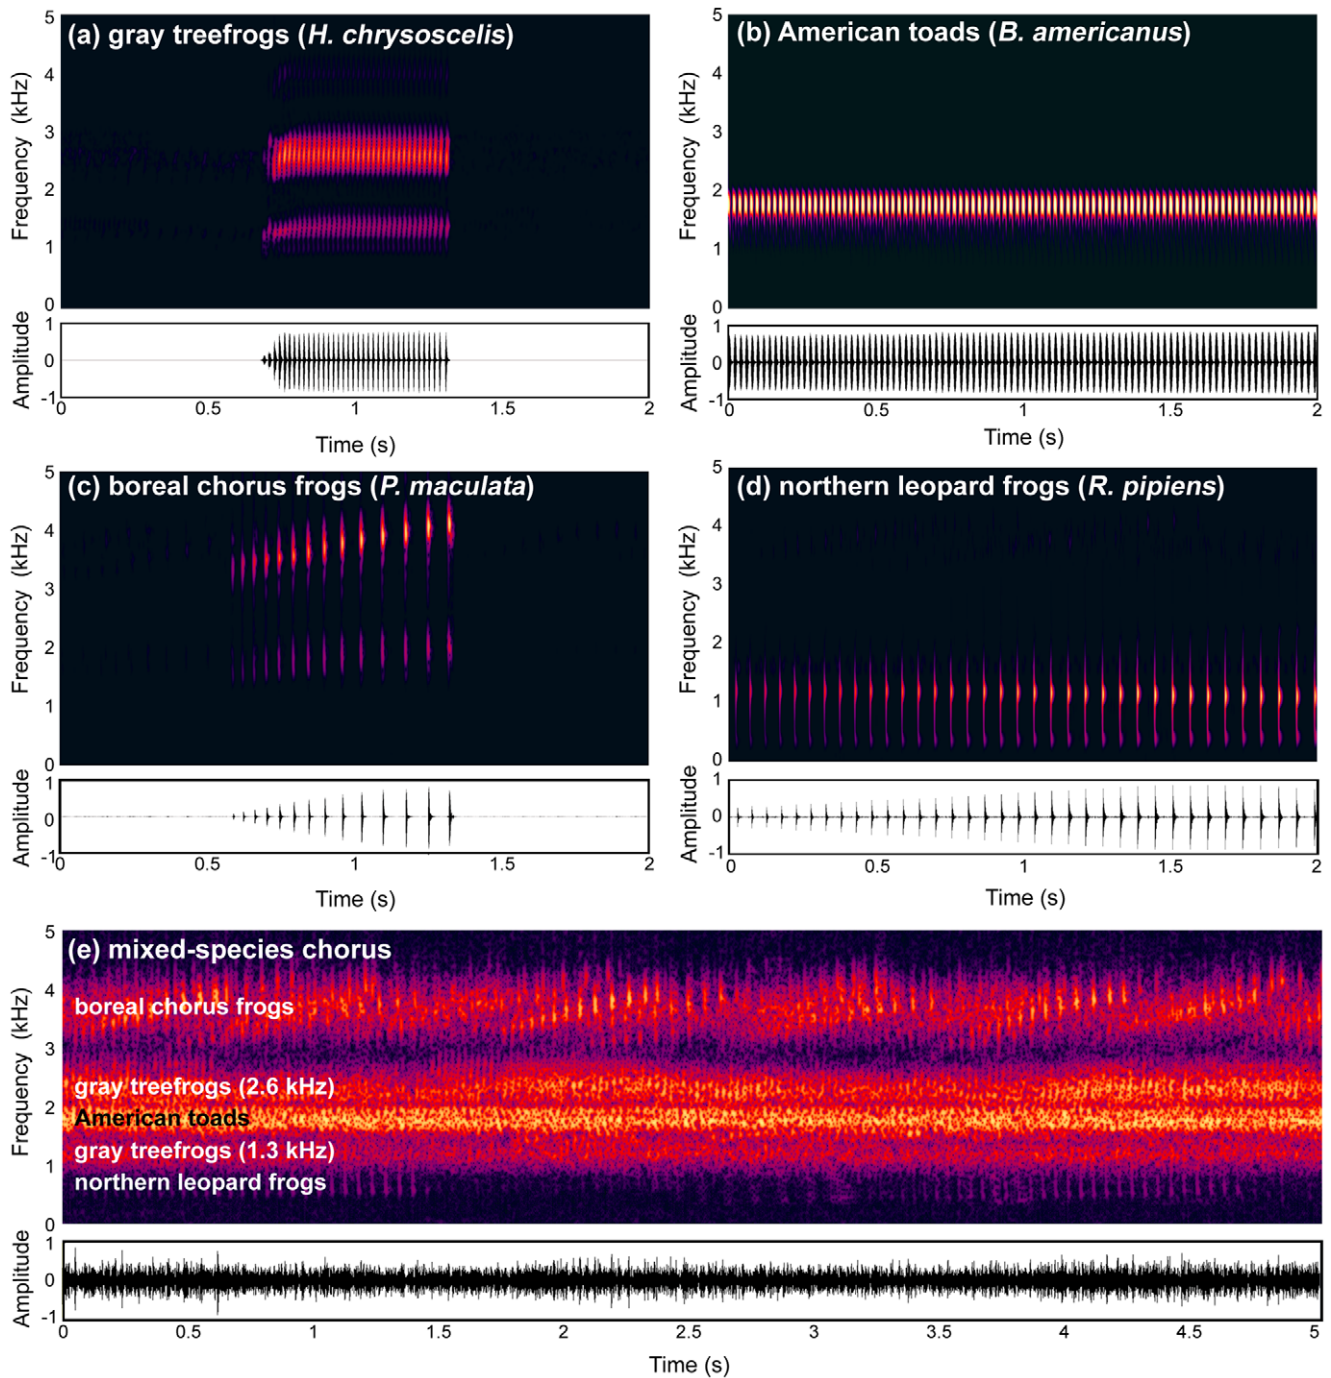 (a) gray treefrogs (H. chrysoscelis)
5
4
3
2
1
0
Frequency (kHz)
1
0
-1
Amplitude
0 0.5 1 1.5 2
Time (s)
(b) American toads (B. americanus)
5
4
3
2
1
0
Frequency (kHz)
1
0
-1
Amplitude
0 0.5 1 1.5 2
Time (s)
(c) boreal chorus frogs (P. maculata)
5
4
3
2
1
0
Frequency (kHz)
1
0
-1
Amplitude
0 0.5 1 1.5 2
Time (s)
(d) northern leopard frogs (R. pipiens)
5
4
3
2
1
0
Frequency (kHz)
1
0
-1
Amplitude
0 0.5 1 1.5 2
Time (s)
(e) mixed-species chorus
5
4
3
2
1
0
Frequency (kHz)
boreal chorus frogs
gray treefrogs (2.6 kHz)
American toads
gray treefrogs (1.3 kHz)
northern leopard frogs
1
0
-1
Amplitude
0 0.5 1 1.5 2 2.5 3 3.5 4 4.5 5
Time (s)